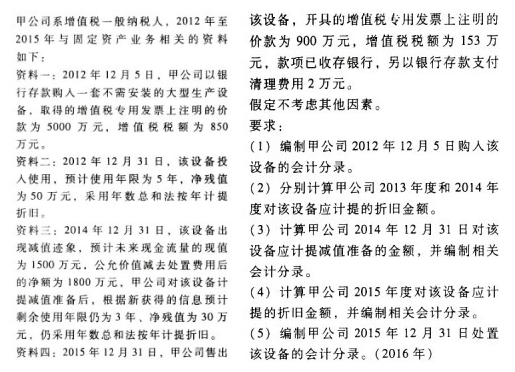 甲公司系增值税一般纳税人，2012 年至
2015 年与固定资产业务相关的资料
如下：
资料一：2012 年 12 月 5 日，甲公司以银
行存款购入一套不需安装的大型生产设
备，取得的增值税专用发票上注明的价
款为 5000 万元，增值税税额为 850
万元。
资料二：2012 年 12 月 31 日，该设备投
入使用，预计使用年限为 5 年，净残值
为 50 万元，采用年数总和法按年计提
折旧。
资料三：2014 年 12 月 31 日，该设备出
现减值迹象，预计未来现金流量的现值
为 1500 万元，公允价值减去处置费用后
的净额为 1800 万元，甲公司对该设备计
提减值准备后，根据新获得的信息预计
剩余使用年限仍为 3 年，净残值为 30 万
元，仍采用年数总和法按年计提折旧。
资料四：2015 年 12 月 31 日，甲公司售出
该设备，开具的增值税专用发票上注明的
价款为 900 万元，增值税税额为 153 万
元，款项已收存银行，另以银行存款支付
清理费用 2 万元。
假定不考虑其他因素。
要求：
（1）编制甲公司 2012 年 12 月 5 日购入该
设备的会计分录。
（2）分别计算甲公司 2013 年度和 2014 年
度对该设备应计提的折旧金额。
（3）计算甲公司 2014 年 12 月 31 日对该
设备应计提减值准备的金额，并编制相关
会计分录。
（4）计算甲公司 2015 年度对该设备应计
提的折旧金额，并编制相关会计分录。
（5）编制甲公司 2015 年 12 月 31 日处置
该设备的会计分录。（2016 年）